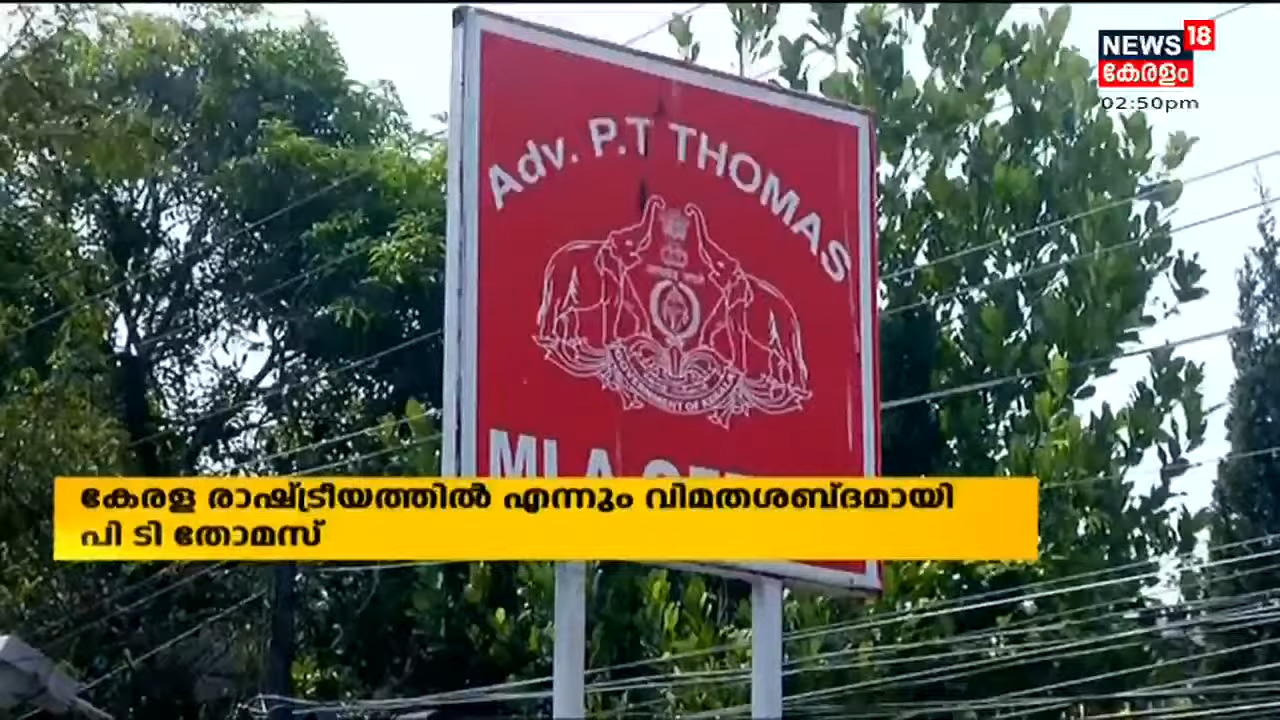 NEWS 18
കേരളം
02:50pm
Adv. P.T THOMAS
കേരള രാഷ്ട്രീയത്തിൽ എന്നും വിമതശബ്ദമായി
പി ടി തോമസ്